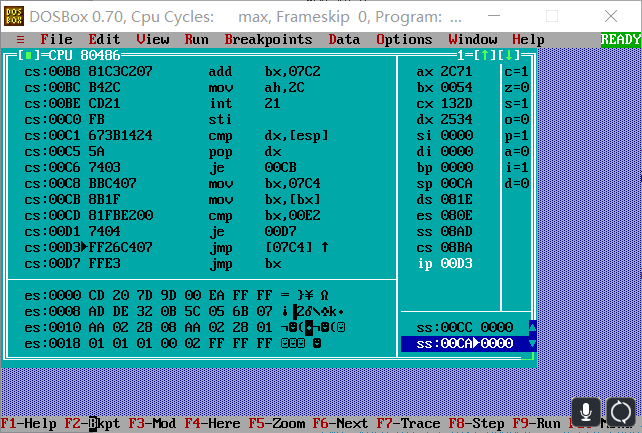 DOSBox 0.70, Cpu Cycles: max, Frameskip 0, Program: ...
≡ File Edit View Run Breakpoints Data Options Window Help READY
[■]=CPU 80486 1=[↑][↓]
cs:00B8 81C3C207 add bx,07C2 ax 2C71 c=1
cs:00BC B42C mov ah,2C bx 0054 z=0
cs:00BE CD21 int 21 cx 132D s=1
cs:00C0 FB sti dx 2534 o=0
cs:00C1 673B1424 cmp dx,[esp] si 0000 p=1
cs:00C5 5A pop dx di 0000 a=0
cs:00C6 7403 je 00CB bp 0000 i=1
cs:00C8 BBC407 mov bx,07C4 sp 00CA d=0
cs:00CB 8B1F mov bx,[bx] ds 081E
cs:00CD 81FBE200 cmp bx,00E2 es 080E
cs:00D1 7404 je 00D7 ss 08AD
cs:00D3►FF26C407 jmp [07C4] ↑ cs 08BA
cs:00D7 FFE3 jmp bx ip 00D3
es:0000 CD 20 7D 9D 00 EA FF FF = }¥ Ω
es:0008 AD DE 32 0B 5C 05 6B 07 ¡▐2♂\♣k•
es:0010 AA 02 28 08 AA 02 28 01 ¬☻(◘¬☻(☺ ss:00CC 0000
es:0018 01 01 01 00 02 FF FF FF ☺☺☺ ☻ ss:00CA►0000
F1-Help F2-Bkpt F3-Mod F4-Here F5-Zoom F6-Next F7-Trace F8-Step F9-Run